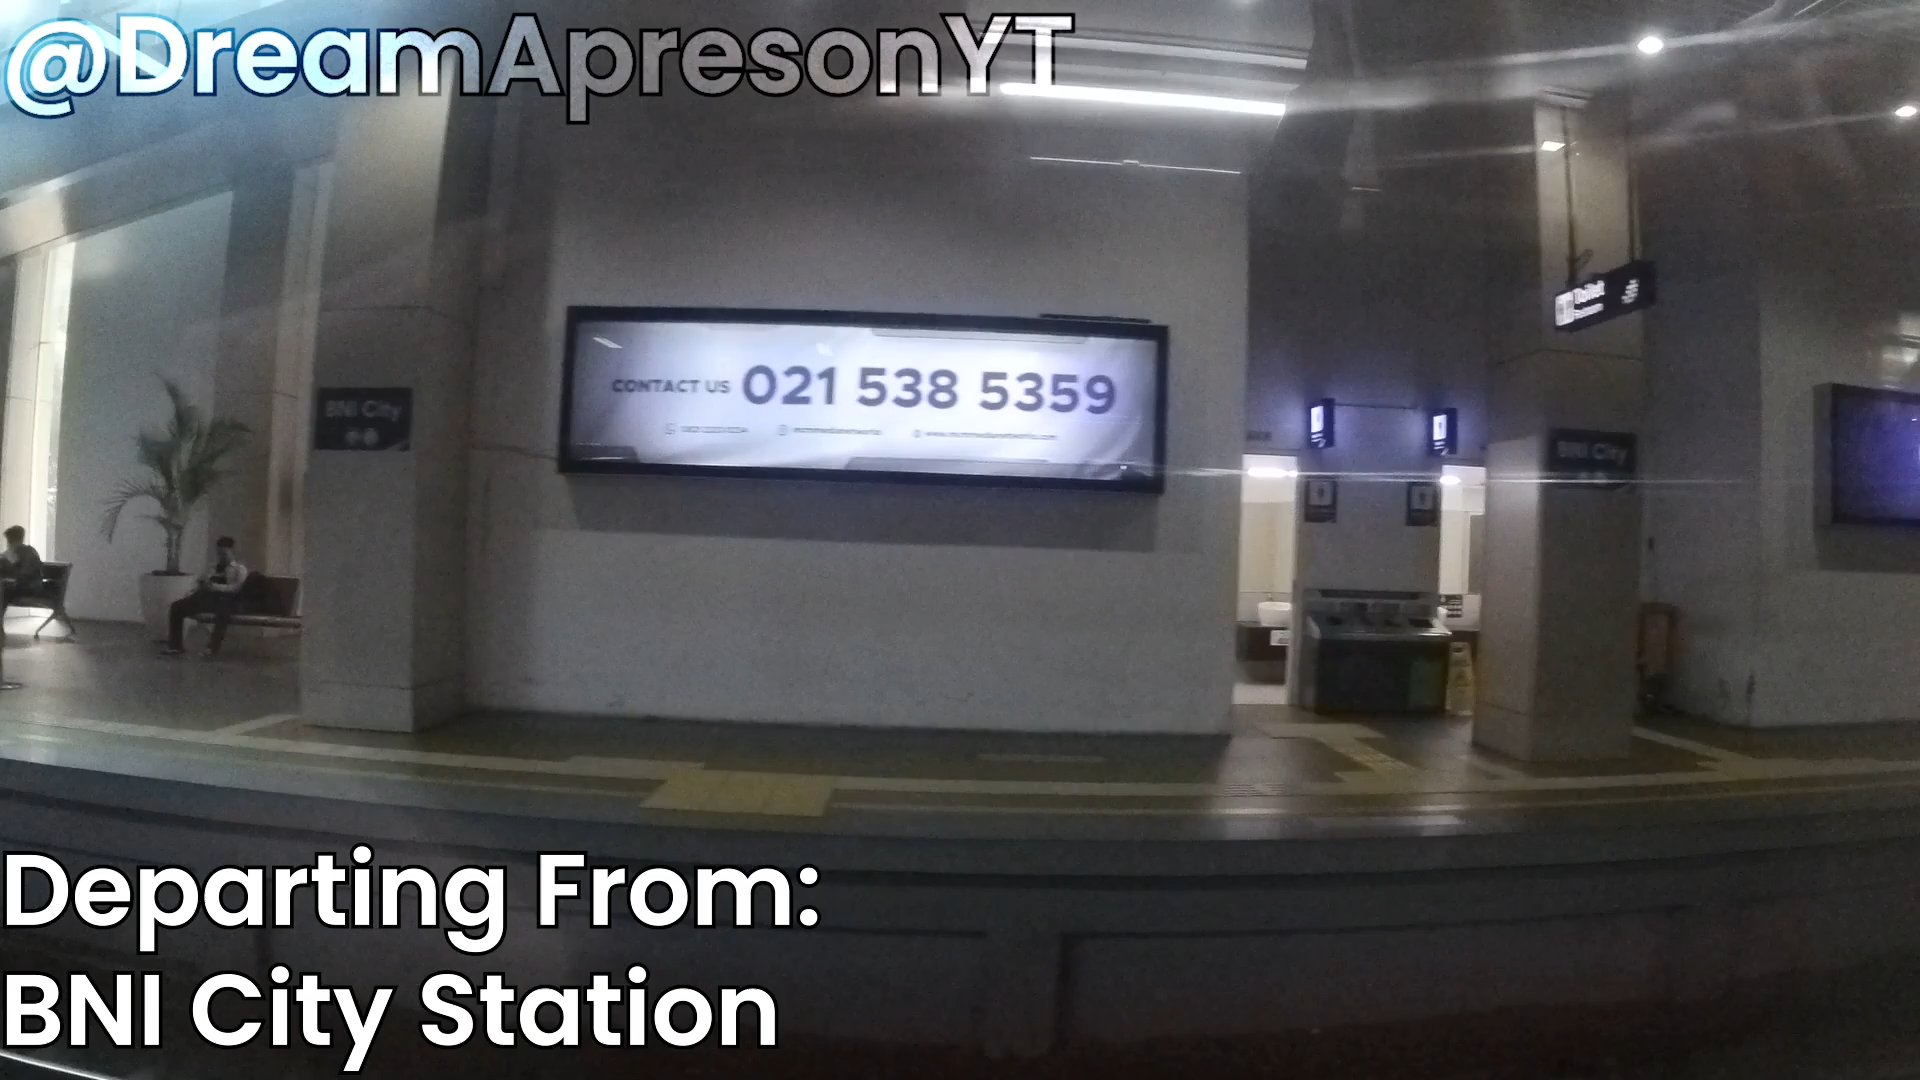 @DreamApresonYT
CONTACT US 021 538 5359
BNI City
Toilet
BNI City
Departing From:
BNI City Station